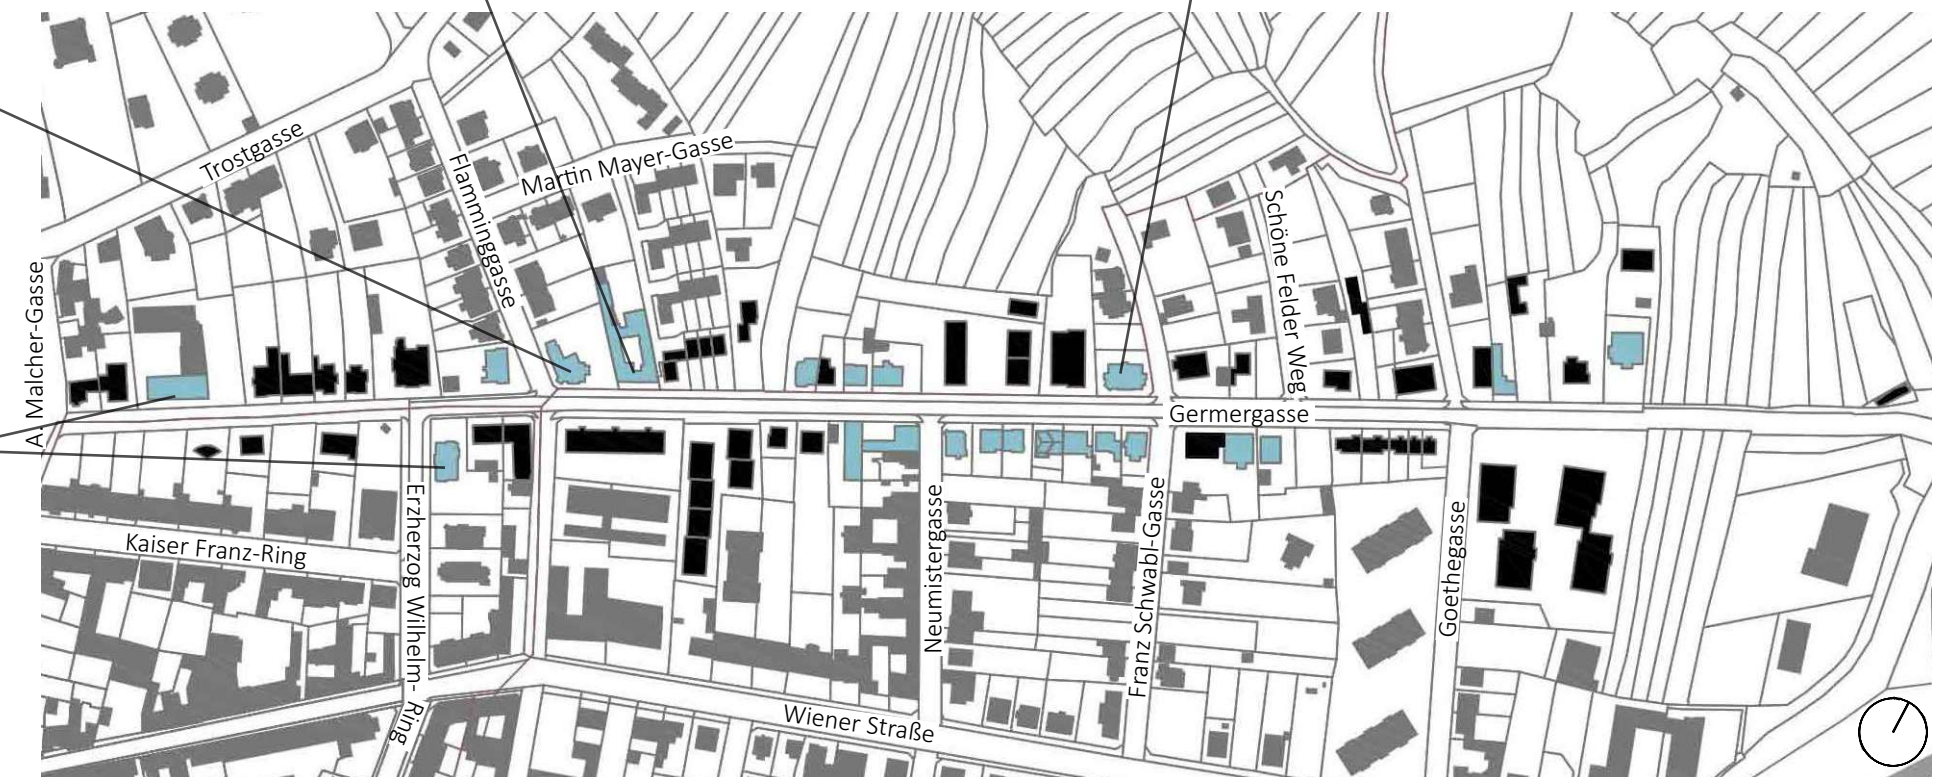 Trostgasse
Martin Mayer-Gasse
Flamminggasse
Schöne Felder Weg
A. Malcher-Gasse
Germergasse
Kaiser Franz-Ring
Erzherzog Wilhelm- Ring
Neumistergasse
Franz Schwabl-Gasse
Goethegasse
Wiener Straße